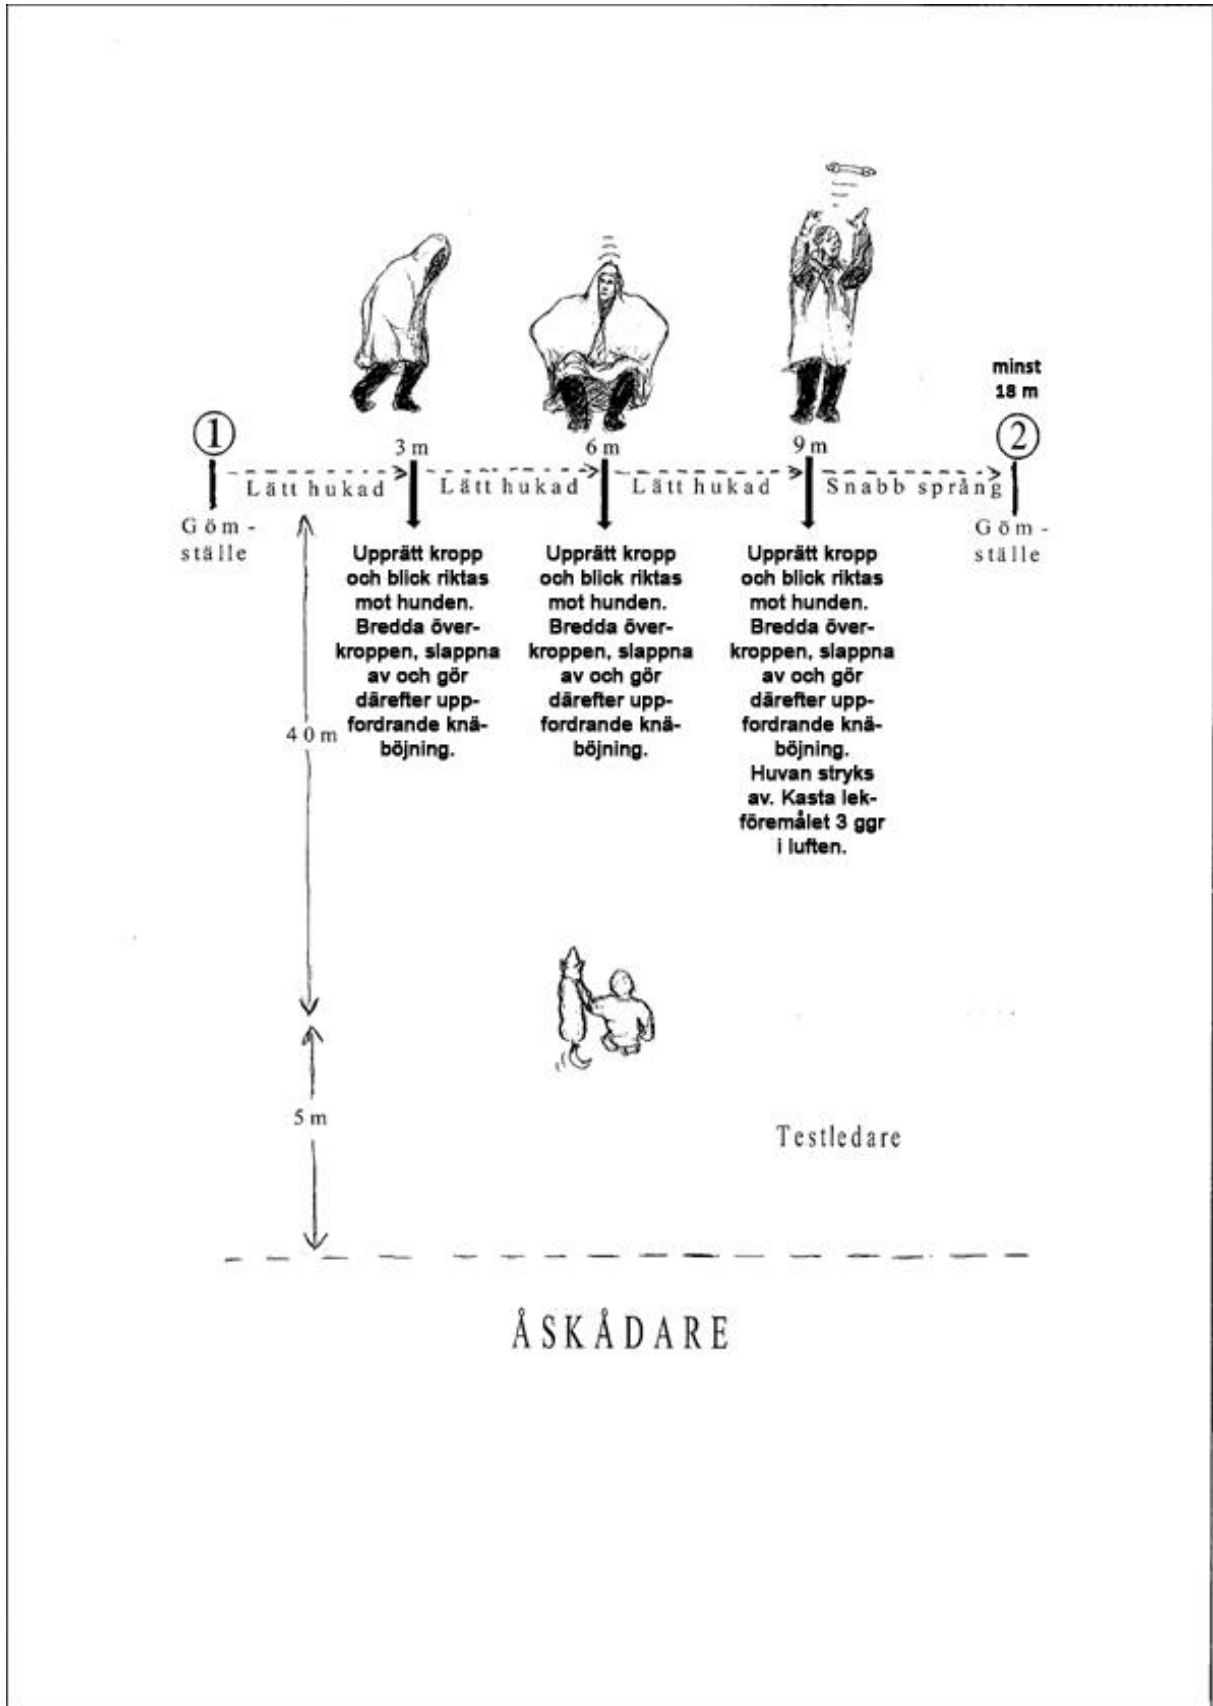 minst
18 m
1
3 m
6 m
9 m
2
Lätt hukad
Lätt hukad
Lätt hukad
Snabb språng
Göm-
ställe
Göm-
ställe
Upprätt kropp
och blick riktas
mot hunden.
Bredda över-
kroppen, slappna
av och gör
därefter upp-
fordrande knä-
böjning.
Upprätt kropp
och blick riktas
mot hunden.
Bredda över-
kroppen, slappna
av och gör
därefter upp-
fordrande knä-
böjning.
Upprätt kropp
och blick riktas
mot hunden.
Bredda över-
kroppen, slappna
av och gör
därefter upp-
fordrande knä-
böjning.
Huvan stryks
av. Kasta lek-
föremålet 3 ggr
i luften.
40 m
5 m
Testledare
ÅSKÅDARE